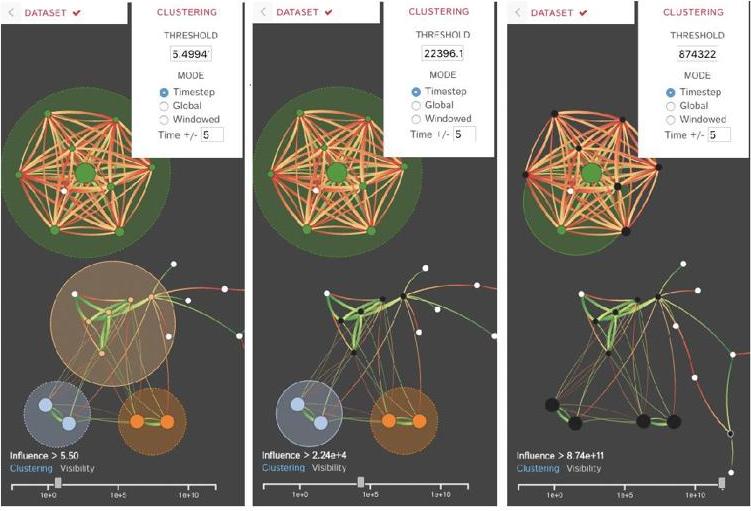 DATASET ✔
CLUSTERING
THRESHOLD
5.4994
MODE
Timestep
Global
Windowed
Time +/- 5
Influence > 5.50
Clustering Visibility
1e+0 1e+5 1e+10
DATASET ✔
CLUSTERING
THRESHOLD
22396.1
MODE
Timestep
Global
Windowed
Time +/- 5
Influence > 2.24e+4
Clustering Visibility
1e+0 1e+5 1e+10
DATASET ✔
CLUSTERING
THRESHOLD
874322
MODE
Timestep
Global
Windowed
Time +/- 5
Influence > 8.74e+11
Clustering Visibility
1e+0 1e+5 1e+10